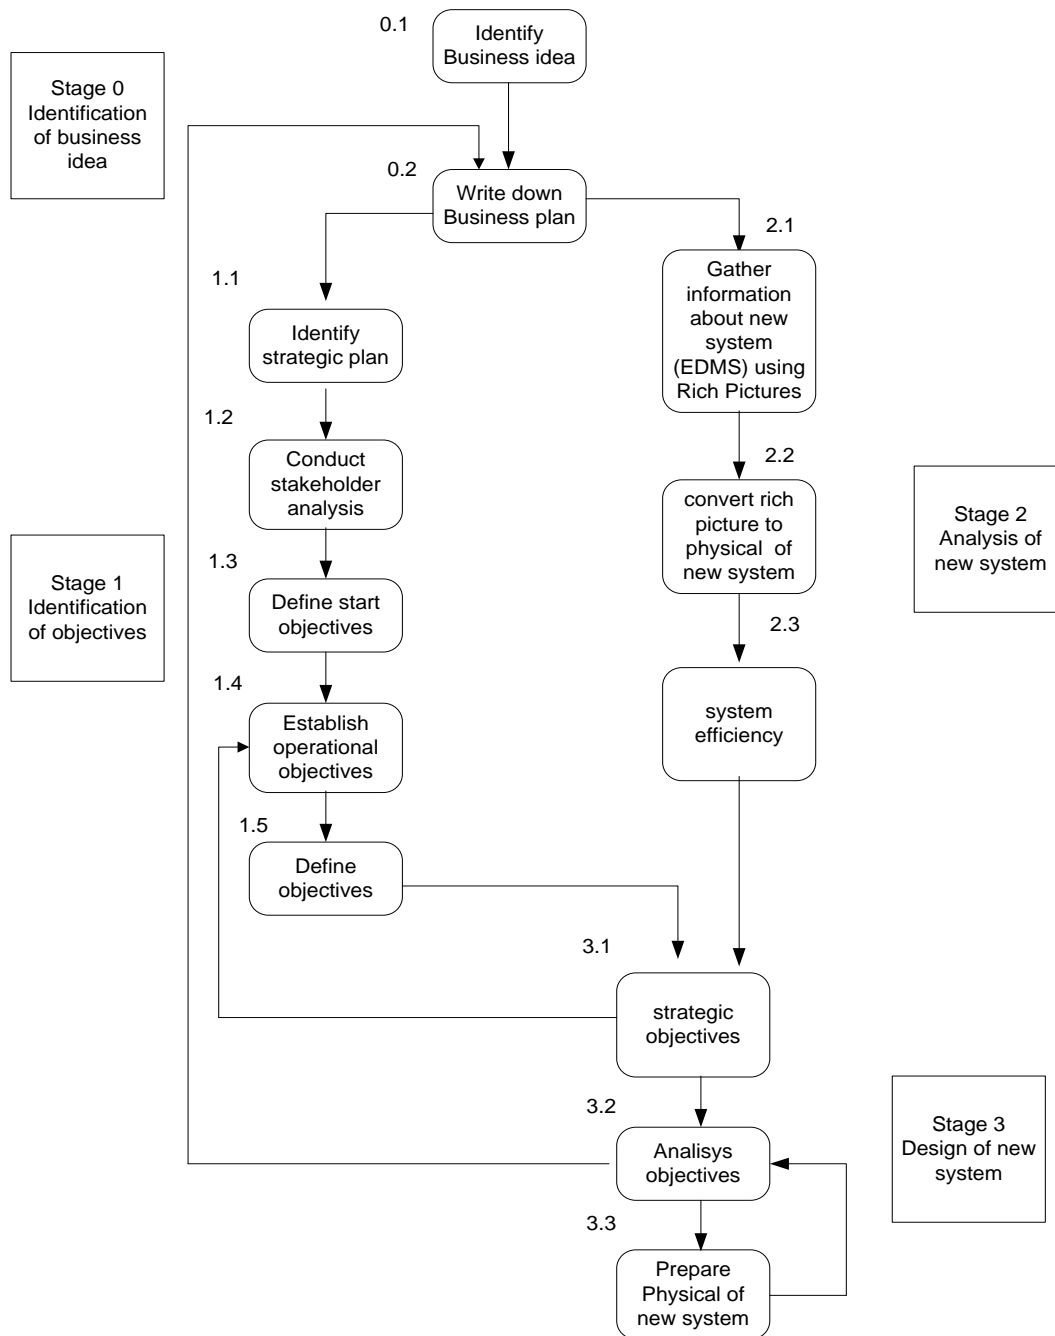 0.1
Identify
Business idea
Stage 0
Identification
of business
idea
0.2
Write down
Business plan
1.1
Identify
strategic plan
2.1
Gather
information
about new
system
(EDMS) using
Rich Pictures
1.2
Conduct
stakeholder
analysis
2.2
convert rich
picture to
physical of
new system
Stage 2
Analysis of
new system
Stage 1
Identification
of objectives
1.3
Define start
objectives
2.3
system
efficiency
1.4
Establish
operational
objectives
1.5
Define
objectives
3.1
strategic
objectives
3.2
Analisys
objectives
Stage 3
Design of new
system
3.3
Prepare
Physical of
new system